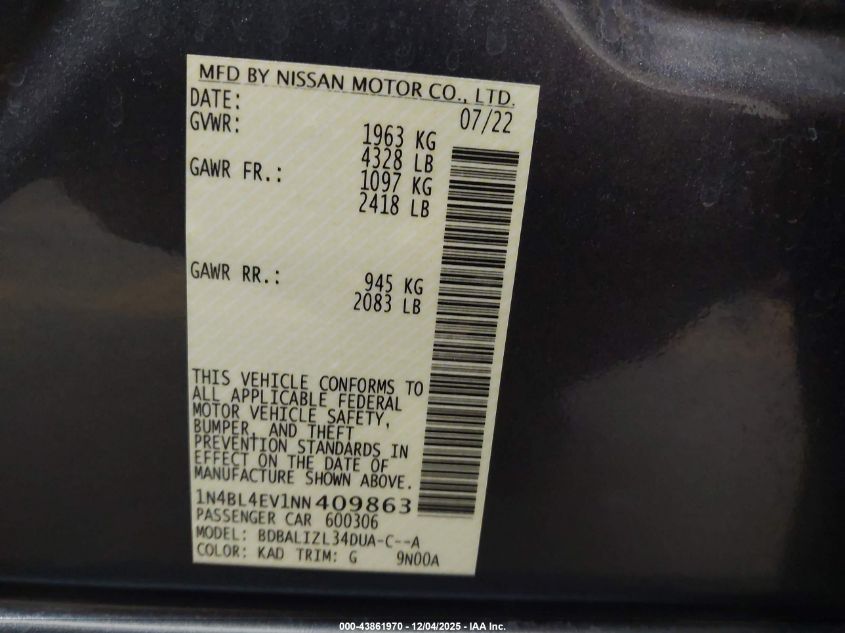 MFD BY NISSAN MOTOR CO., LTD.
DATE: 07/22
GVWR: 1963 KG
4328 LB
GAWR FR.: 1097 KG
2418 LB
GAWR RR.: 945 KG
2083 LB
THIS VEHICLE CONFORMS TO
ALL APPLICABLE FEDERAL
MOTOR VEHICLE SAFETY,
BUMPER, AND THEFT
PREVENTION STANDARDS IN
EFFECT ON THE DATE OF
MANUFACTURE SHOWN ABOVE.
1N4BL4EV1NN409863
PASSENGER CAR 600306
MODEL: BDBALIZL34DUA-C--A
COLOR: KAD TRIM: G 9N00A
000-43861970 - 12/04/2025 - IAA Inc.